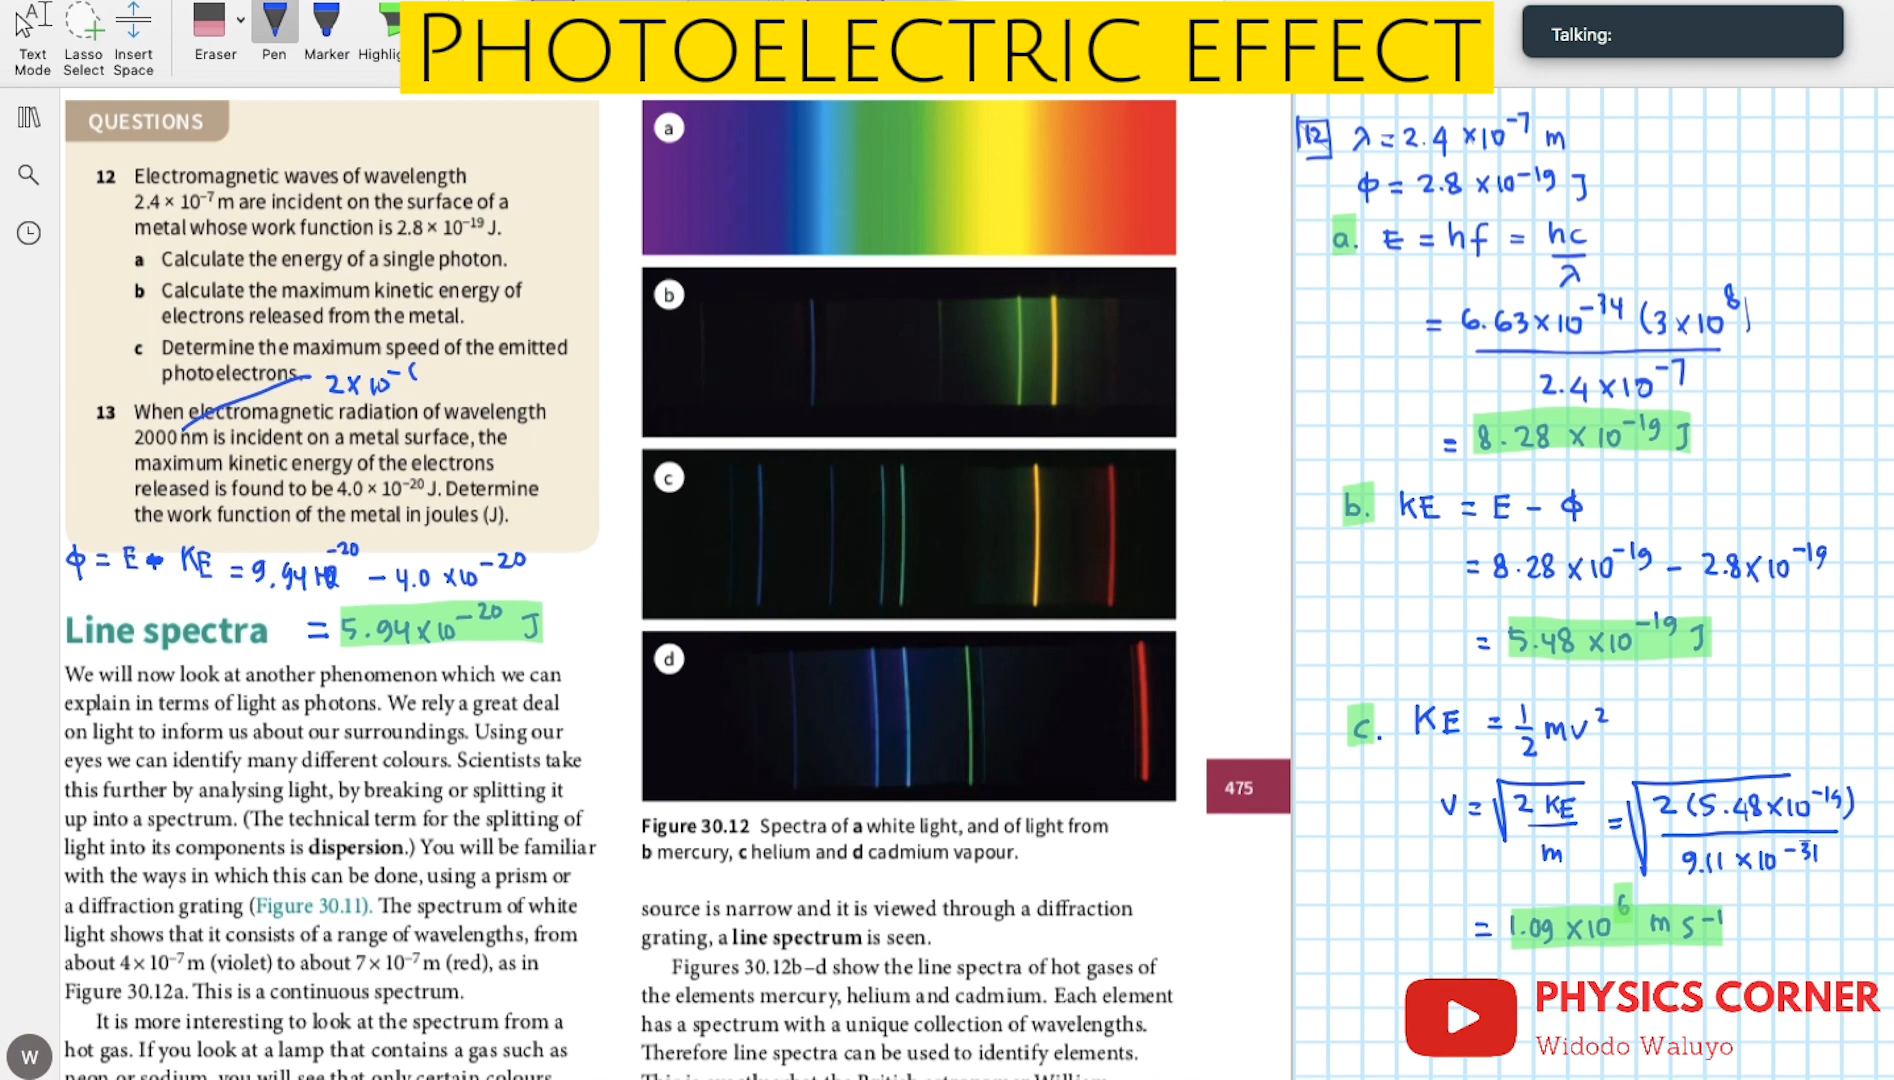 Text Mode
Lasso Select
Insert Space
Eraser
Pen
Marker
PHOTOELECTRIC EFFECT
Talking:
QUESTIONS
12 Electromagnetic waves of wavelength
2.4 × 10⁻⁷ m are incident on the surface of a
metal whose work function is 2.8 × 10⁻¹⁹ J.
a Calculate the energy of a single photon.
b Calculate the maximum kinetic energy of
electrons released from the metal.
c Determine the maximum speed of the emitted
photoelectrons.
2 × 10⁻
13 When electromagnetic radiation of wavelength
2000 nm is incident on a metal surface, the
maximum kinetic energy of the electrons
released is found to be 4.0 × 10⁻²⁰ J. Determine
the work function of the metal in joules (J).
ϕ = E - KE = 9.94 ⁻²⁰ - 4.0 × 10⁻²⁰
= 5.94 × 10⁻²⁰ J
Line spectra
We will now look at another phenomenon which we can
explain in terms of light as photons. We rely a great deal
on light to inform us about our surroundings. Using our
eyes we can identify many different colours. Scientists take
this further by analysing light, by breaking or splitting it
up into a spectrum. (The technical term for the splitting of
light into its components is dispersion.) You will be familiar
with the ways in which this can be done, using a prism or
a diffraction grating (Figure 30.11). The spectrum of white
light shows that it consists of a range of wavelengths, from
about 4 × 10⁻⁷ m (violet) to about 7 × 10⁻⁷ m (red), as in
Figure 30.12a. This is a continuous spectrum.
It is more interesting to look at the spectrum from a
hot gas. If you look at a lamp that contains a gas such as
neon or sodium, you will see that only certain colours
W
a
b
c
d
475
Figure 30.12 Spectra of a white light, and of light from
b mercury, c helium and d cadmium vapour.
source is narrow and it is viewed through a diffraction
grating, a line spectrum is seen.
Figures 30.12b–d show the line spectra of hot gases of
the elements mercury, helium and cadmium. Each element
has a spectrum with a unique collection of wavelengths.
Therefore line spectra can be used to identify elements.
12 λ = 2.4 × 10⁻⁷ m
ϕ = 2.8 × 10⁻¹⁹ J
a. E = hf = hc / λ
= 6.63 × 10⁻³⁴ (3 × 10⁸) / 2.4 × 10⁻⁷
= 8.28 × 10⁻¹⁹ J
b. KE = E - ϕ
= 8.28 × 10⁻¹⁹ - 2.8 × 10⁻¹⁹
= 5.48 × 10⁻¹⁹ J
c. KE = ½ mv²
v = √(2 KE / m) = √(2 (5.48 × 10⁻¹⁹) / 9.11 × 10⁻³¹)
= 1.09 × 10⁶ m s⁻¹
PHYSICS CORNER
Widodo Waluyo